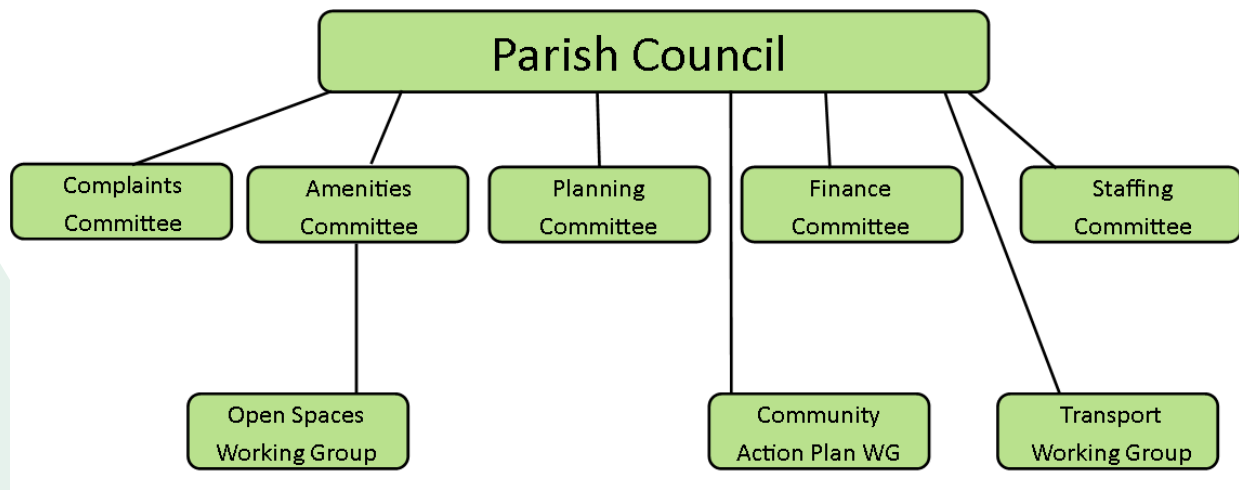 Parish Council
Complaints
Committee
Amenities
Committee
Planning
Committee
Finance
Committee
Staffing
Committee
Open Spaces
Working Group
Community
Action Plan WG
Transport
Working Group